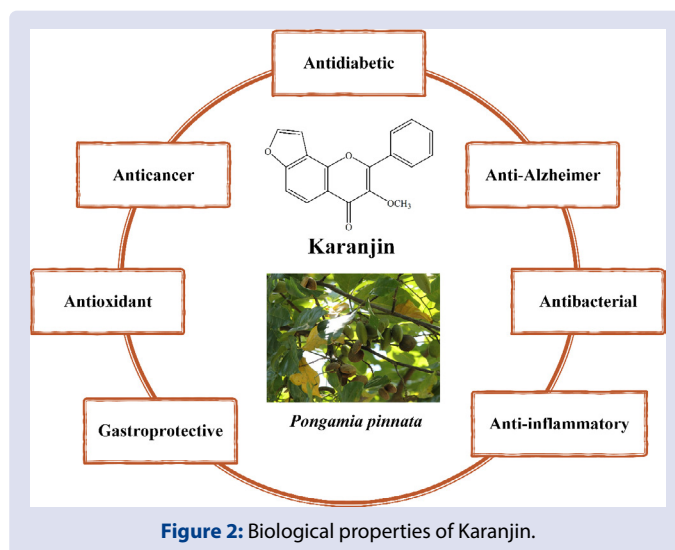 Antidiabetic
Anticancer
Anti-Alzheimer
O
O
OCH3
O
Karanjin
Antioxidant
Antibacterial
Gastroprotective
Anti-inflammatory
Pongamia pinnata
Figure 2: Biological properties of Karanjin.